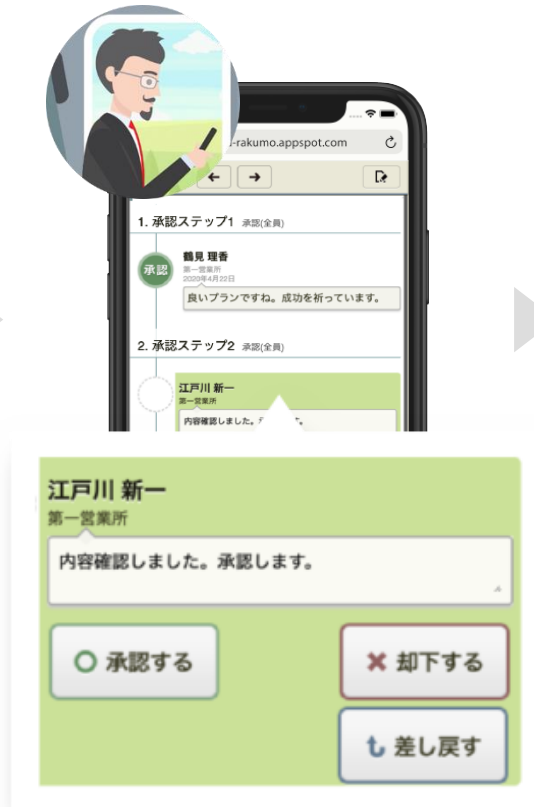 -rakumo.appspot.com
1. 承認ステップ1 承認(全員)
承認
鶴見 理香
第一営業所
2020年4月22日
良いプランですね。成功を祈っています。
2. 承認ステップ2 承認(全員)
江戸川 新一
第一営業所
内容確認しました。
江戸川 新一
第一営業所
内容確認しました。承認します。
承認する
却下する
差し戻す